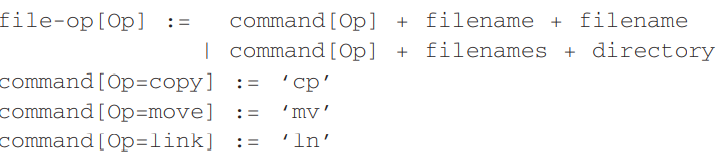 file-op[Op] := command[Op] + filename + filename
| command[Op] + filenames + directory
command[Op=copy] := ‘cp’
command[Op=move] := ‘mv’
command[Op=link] := ‘ln’